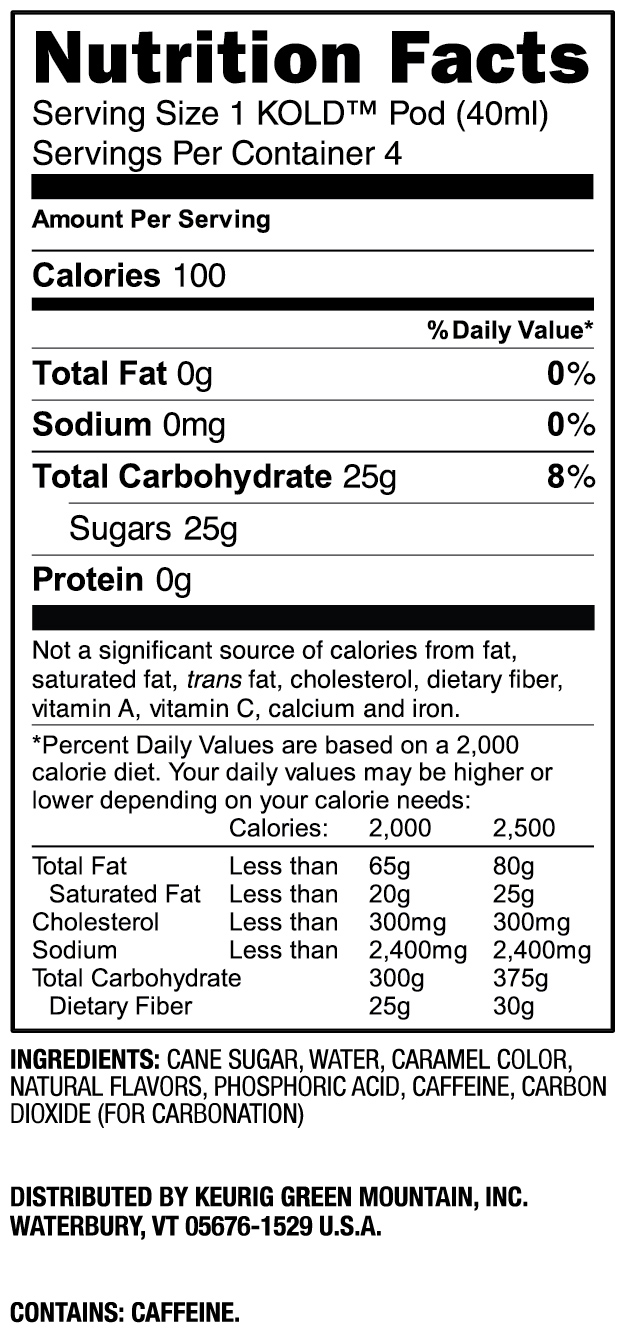 Nutrition Facts
Serving Size 1 KOLD™ Pod (40ml)
Servings Per Container 4
Amount Per Serving
Calories 100
% Daily Value*
Total Fat 0g 0%
Sodium 0mg 0%
Total Carbohydrate 25g 8%
Sugars 25g
Protein 0g
Not a significant source of calories from fat,
saturated fat, trans fat, cholesterol, dietary fiber,
vitamin A, vitamin C, calcium and iron.
*Percent Daily Values are based on a 2,000
calorie diet. Your daily values may be higher or
lower depending on your calorie needs:
Calories: 2,000 2,500
Total Fat Less than 65g 80g
Saturated Fat Less than 20g 25g
Cholesterol Less than 300mg 300mg
Sodium Less than 2,400mg 2,400mg
Total Carbohydrate 300g 375g
Dietary Fiber 25g 30g
INGREDIENTS: CANE SUGAR, WATER, CARAMEL COLOR,
NATURAL FLAVORS, PHOSPHORIC ACID, CAFFEINE, CARBON
DIOXIDE (FOR CARBONATION)
DISTRIBUTED BY KEURIG GREEN MOUNTAIN, INC.
WATERBURY, VT 05676-1529 U.S.A.
CONTAINS: CAFFEINE.